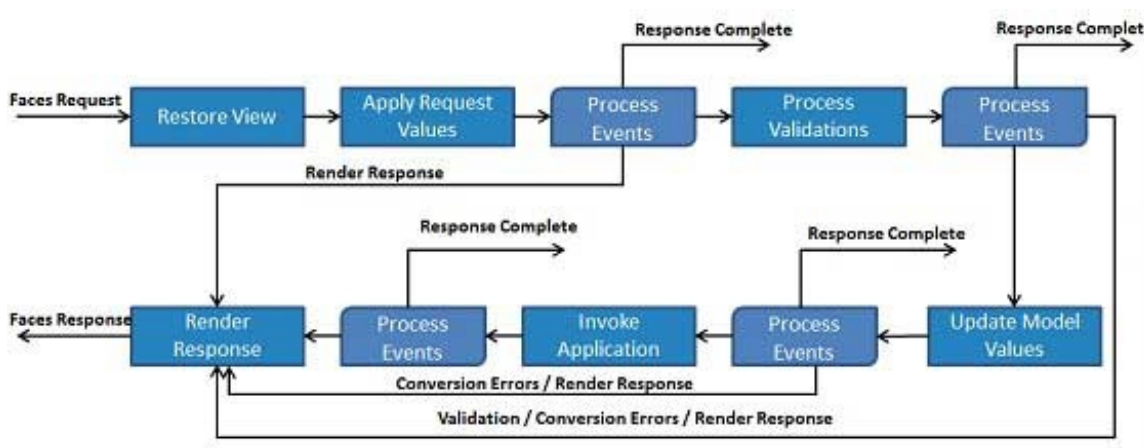 Response Complete
Response Complet
Faces Request
Restore View
Apply Request
Values
Process
Events
Process
Validations
Process
Events
Render Response
Response Complete
Response Complete
Faces Response
Render
Response
Process
Events
Invoke
Application
Process
Events
Update Model
Values
Conversion Errors / Render Response
Validation / Conversion Errors / Render Response